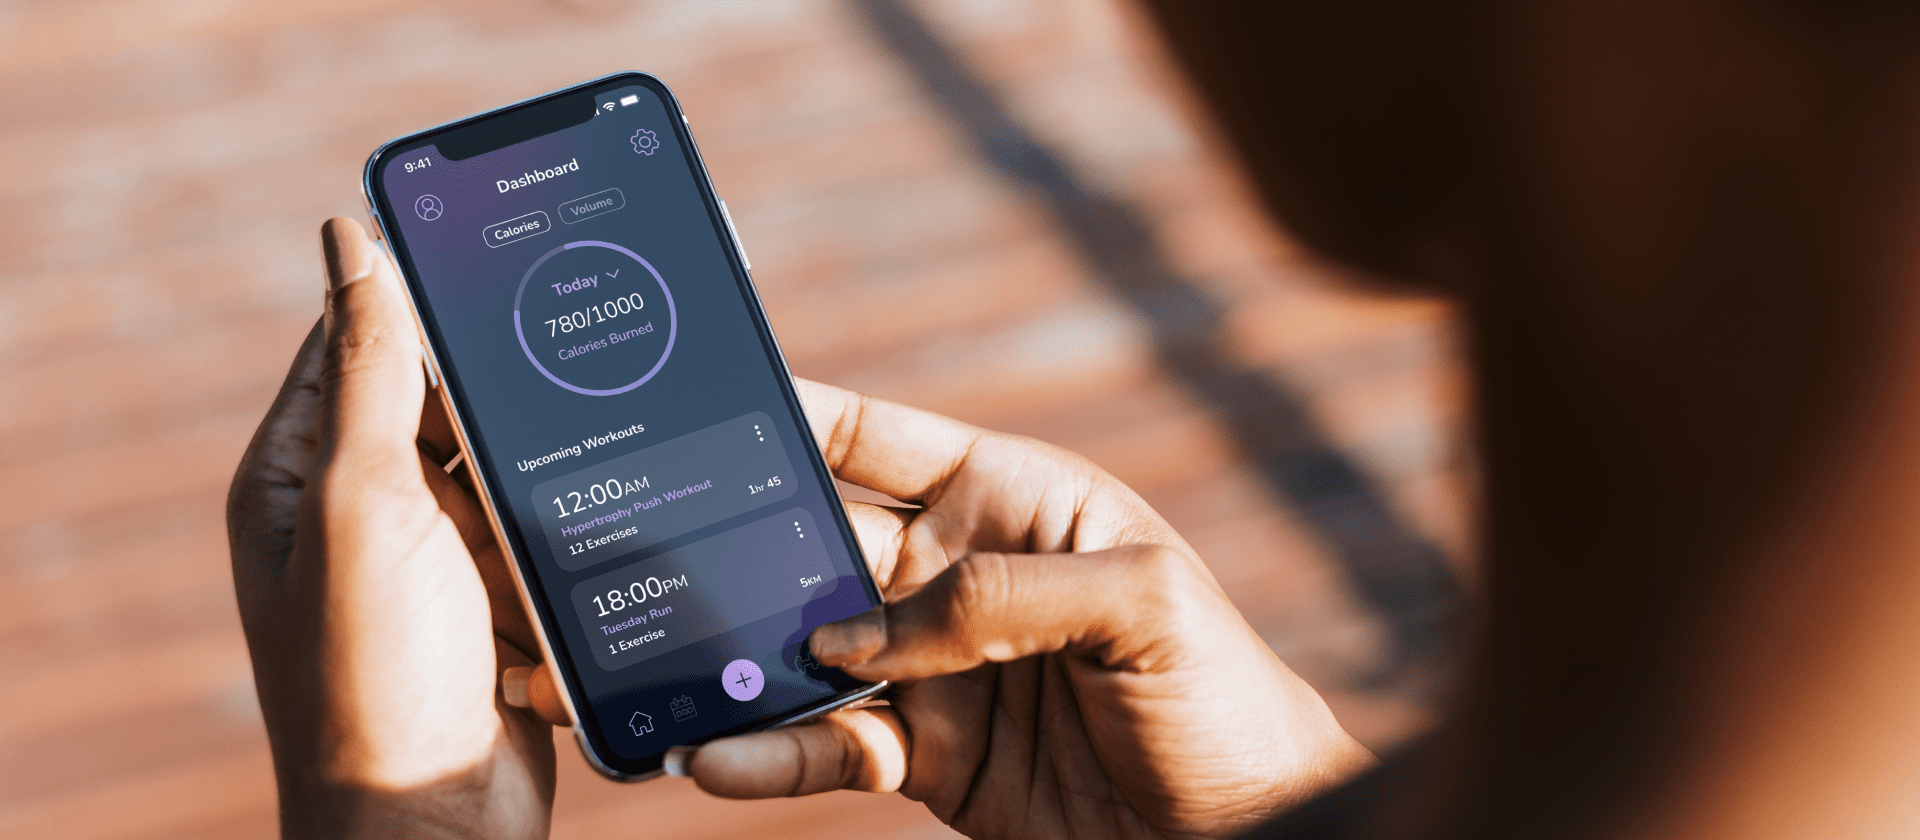 9:41
Dashboard
Calories
Volume
Today
780/1000
Calories Burned
Upcoming Workouts
12:00AM
Hypertrophy Push Workout
12 Exercises
1hr 45
18:00PM
Tuesday Run
1 Exercise
5KM